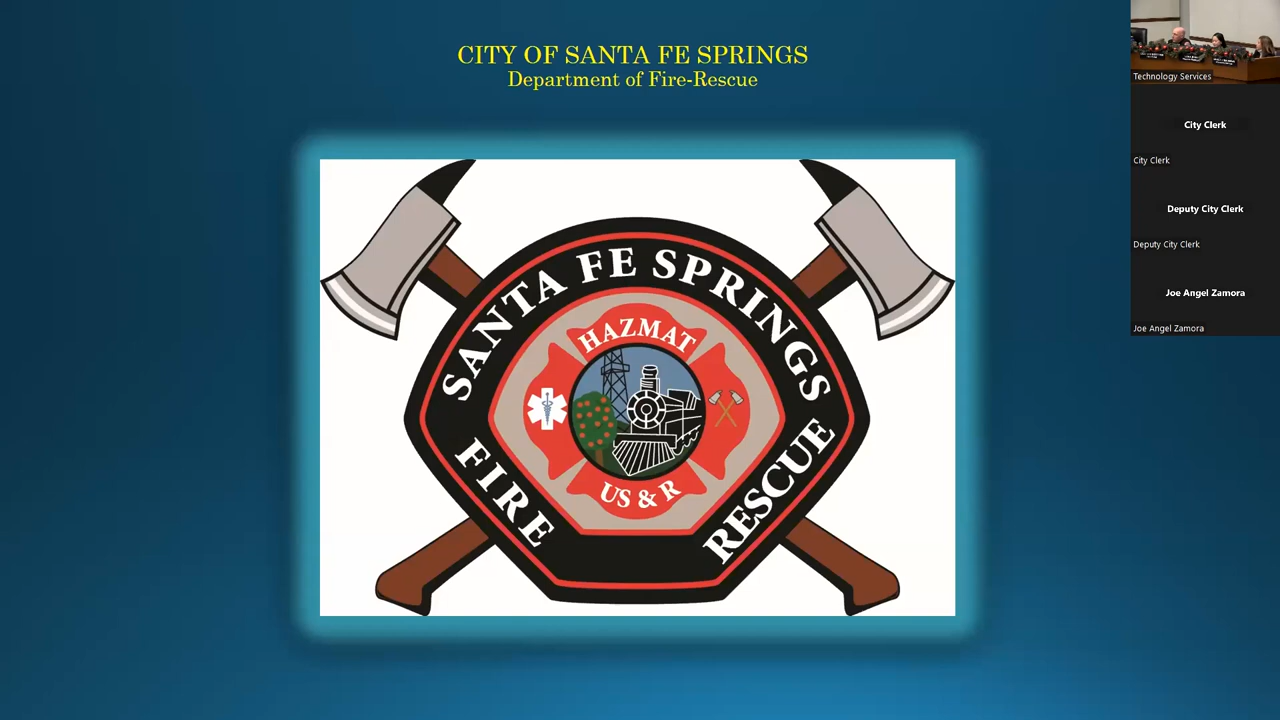 CITY OF SANTA FE SPRINGS
Department of Fire-Rescue
SANTA FE SPRINGS
HAZMAT
US & R
FIRE
RESCUE
Technology Services
City Clerk
City Clerk
Deputy City Clerk
Deputy City Clerk
Joe Angel Zamora
Joe Angel Zamora